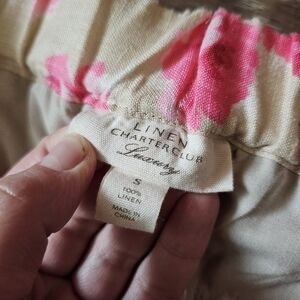 LINEN
CHARTER CLUB
Luxury
S
100%
LINEN
MADE IN
CHINA